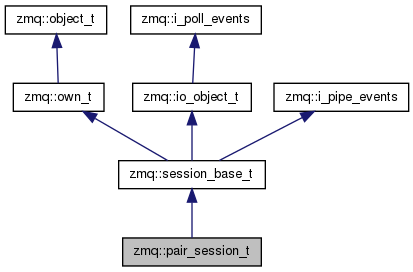 zmq::object_t
zmq::i_poll_events
zmq::own_t
zmq::io_object_t
zmq::i_pipe_events
zmq::session_base_t
zmq::pair_session_t